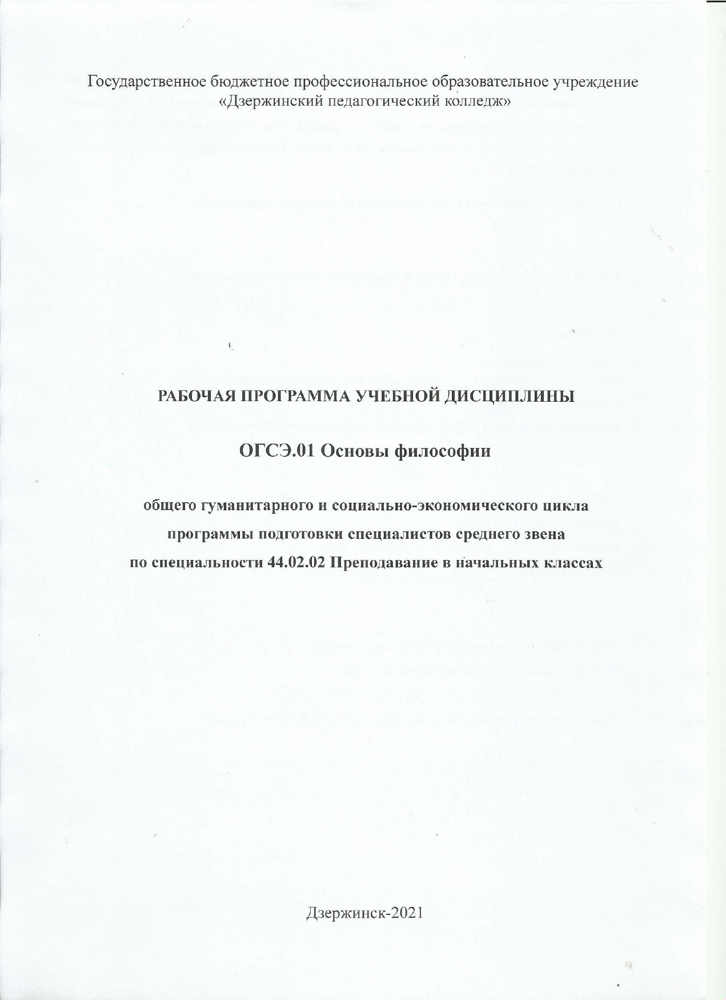 Государственное бюджетное профессиональное образовательное учреждение
«Дзержинский педагогический колледж»
РАБОЧАЯ ПРОГРАММА УЧЕБНОЙ ДИСЦИПЛИНЫ
ОГСЭ.01 Основы философии
общего гуманитарного и социально-экономического цикла
программы подготовки специалистов среднего звена
по специальности 44.02.02 Преподавание в начальных классах
Дзержинск-2021